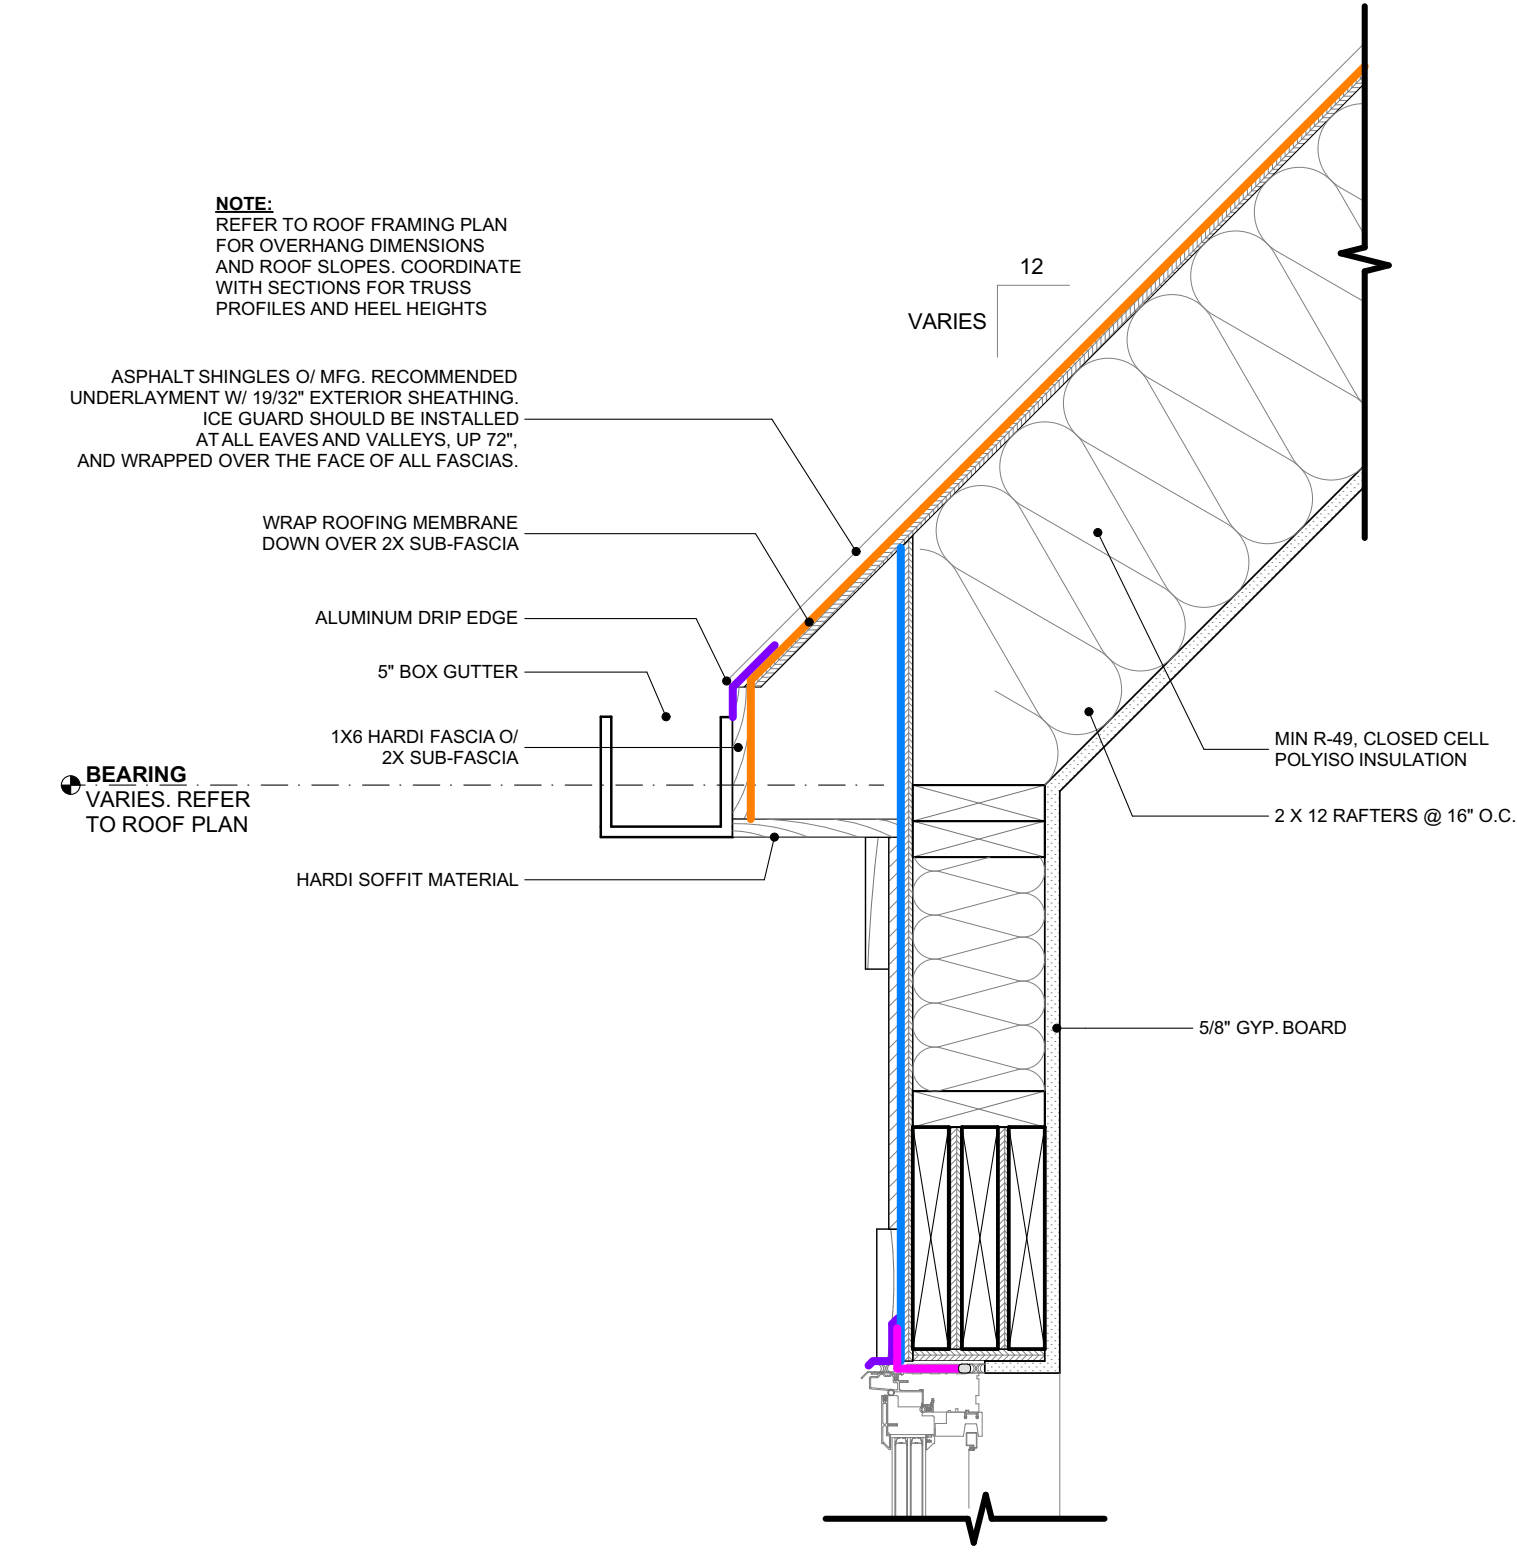 NOTE:
REFER TO ROOF FRAMING PLAN
FOR OVERHANG DIMENSIONS
AND ROOF SLOPES. COORDINATE
WITH SECTIONS FOR TRUSS
PROFILES AND HEEL HEIGHTS
12
VARIES
ASPHALT SHINGLES O/ MFG. RECOMMENDED
UNDERLAYMENT W/ 19/32" EXTERIOR SHEATHING.
ICE GUARD SHOULD BE INSTALLED
AT ALL EAVES AND VALLEYS, UP 72",
AND WRAPPED OVER THE FACE OF ALL FASCIAS.
WRAP ROOFING MEMBRANE
DOWN OVER 2X SUB-FASCIA
ALUMINUM DRIP EDGE
5" BOX GUTTER
1X6 HARDI FASCIA O/
2X SUB-FASCIA
BEARING
VARIES. REFER
TO ROOF PLAN
HARDI SOFFIT MATERIAL
MIN R-49, CLOSED CELL
POLYISO INSULATION
2 X 12 RAFTERS @ 16" O.C.
5/8" GYP. BOARD